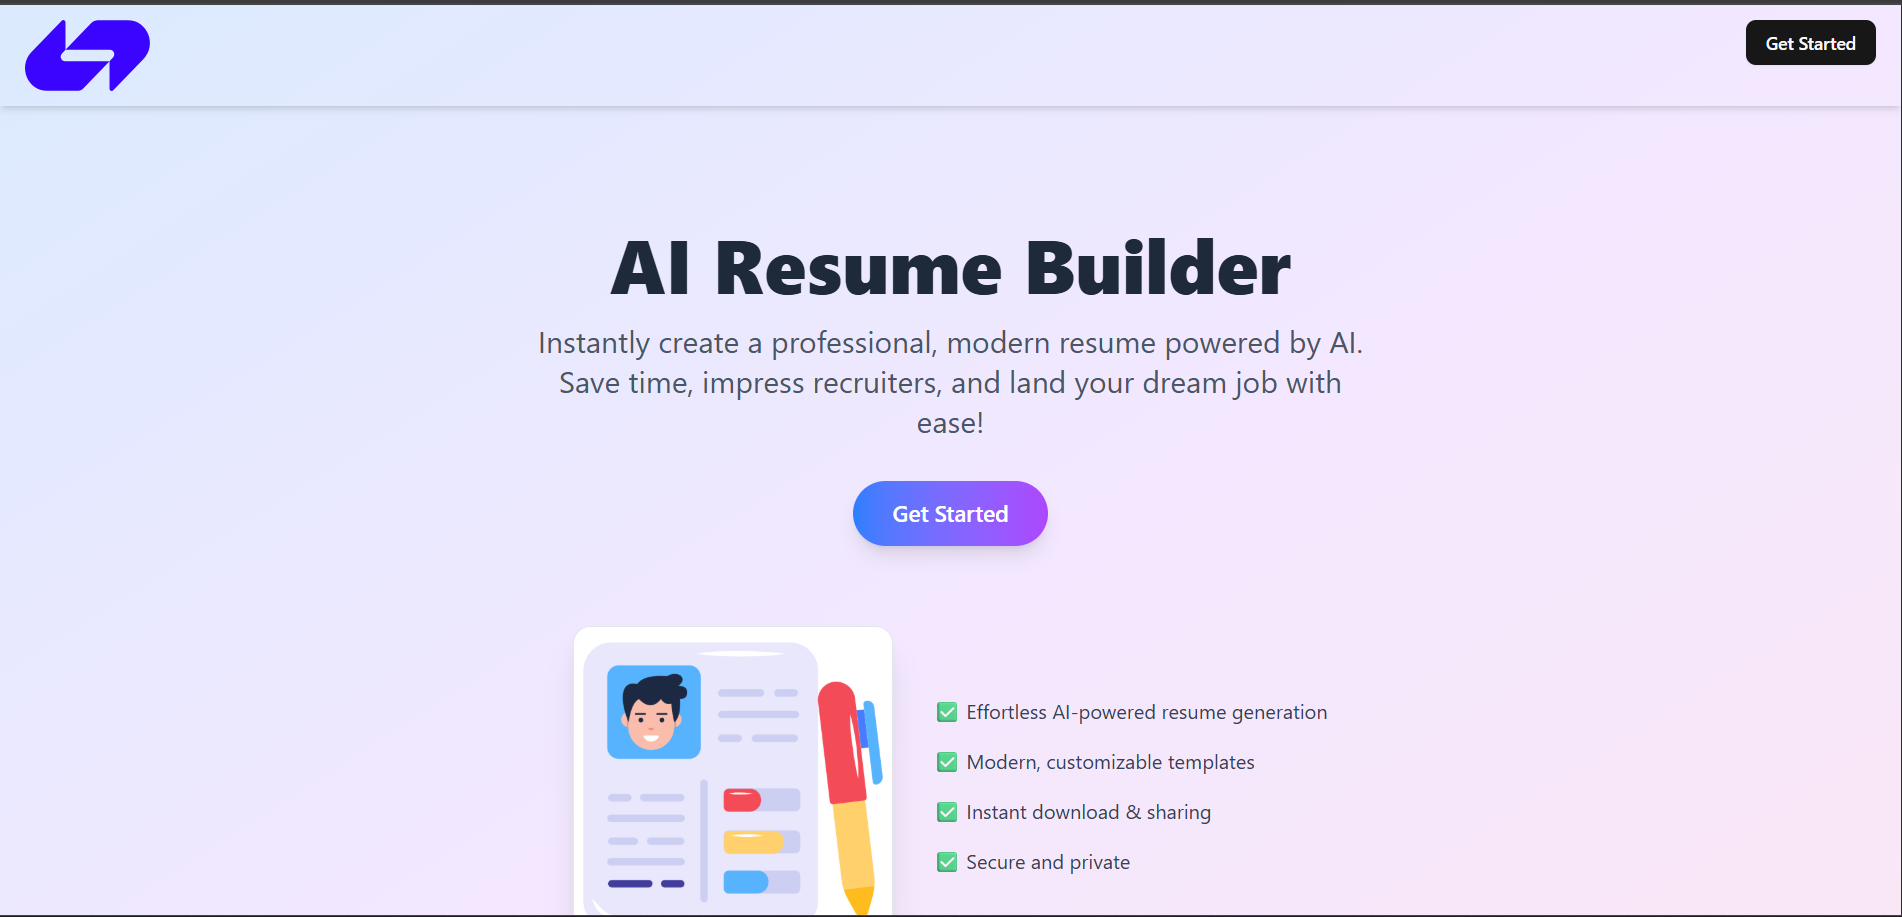 Get Started
AI Resume Builder
Instantly create a professional, modern resume powered by AI.
Save time, impress recruiters, and land your dream job with
ease!
Get Started
✅ Effortless AI-powered resume generation
✅ Modern, customizable templates
✅ Instant download & sharing
✅ Secure and private